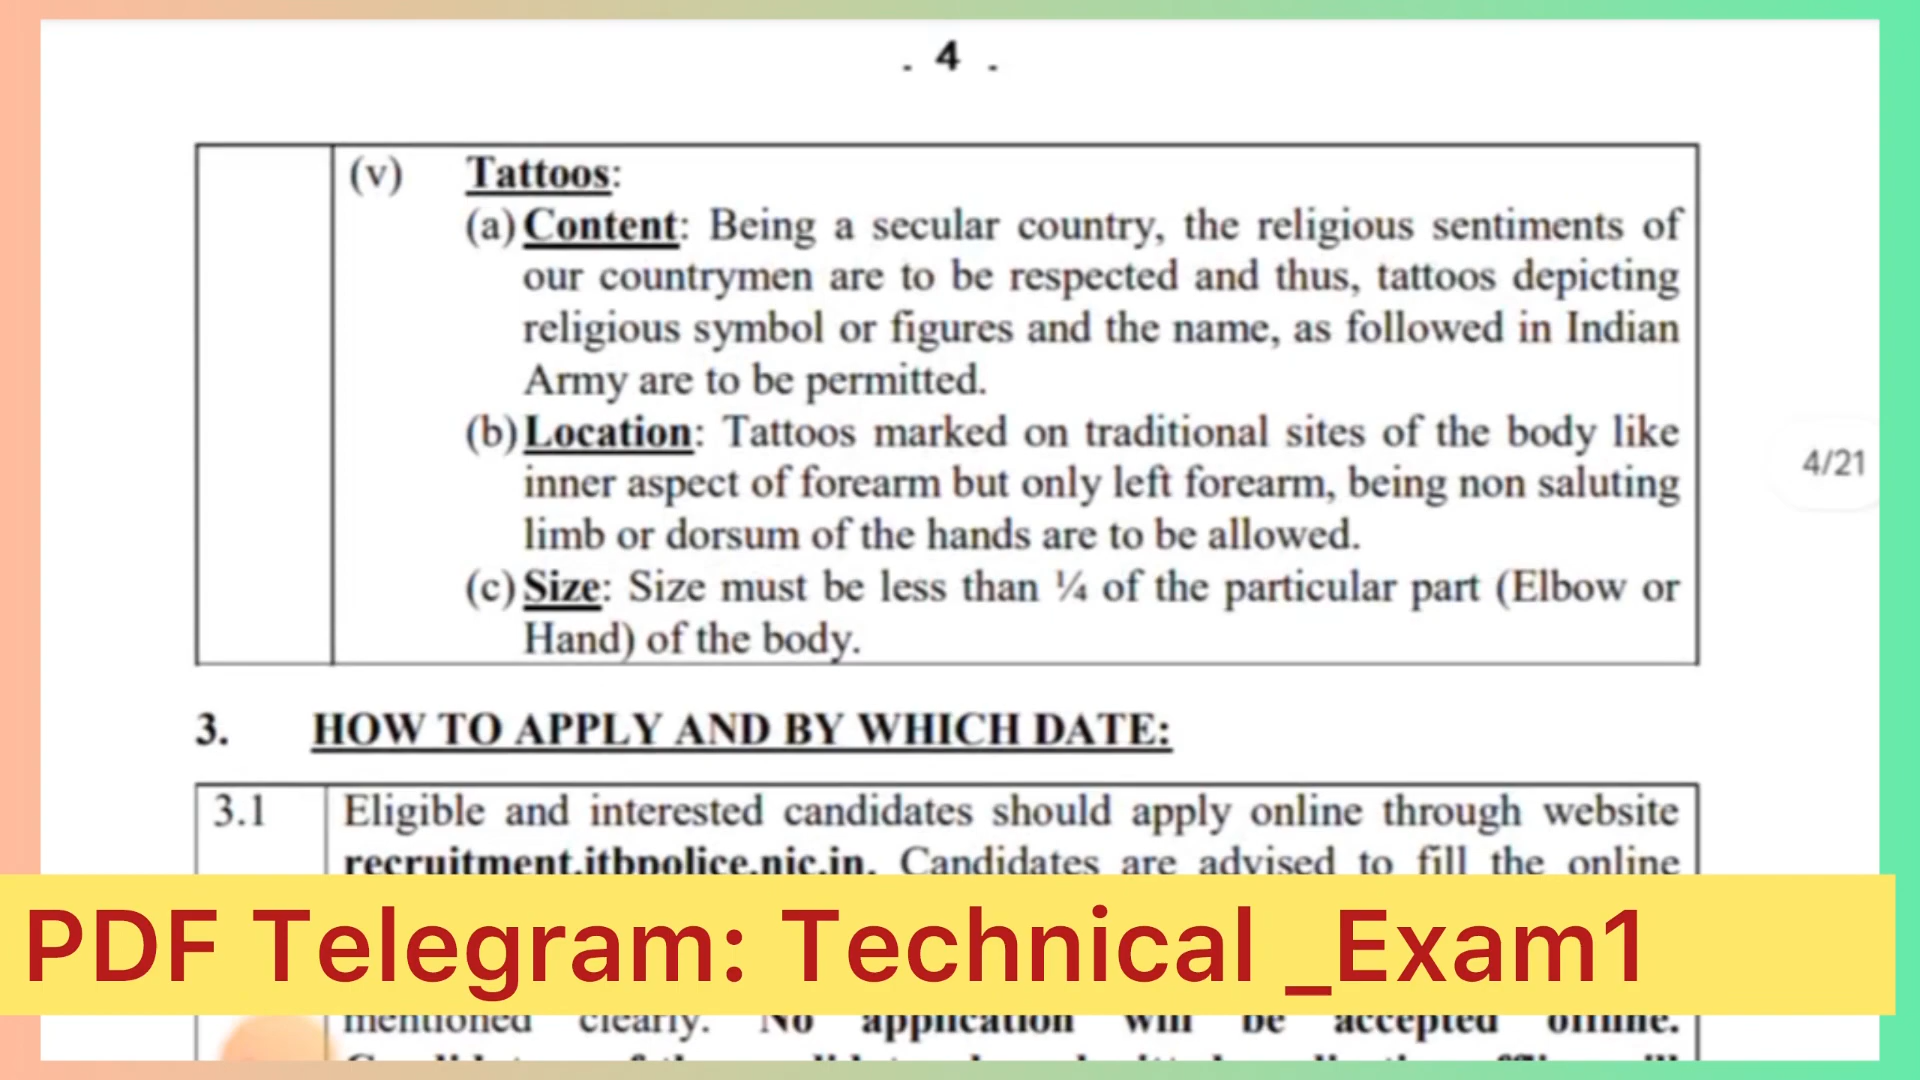 . 4 .
(v) Tattoos:
(a) Content: Being a secular country, the religious sentiments of
our countrymen are to be respected and thus, tattoos depicting
religious symbol or figures and the name, as followed in Indian
Army are to be permitted.
(b) Location: Tattoos marked on traditional sites of the body like
inner aspect of forearm but only left forearm, being non saluting
limb or dorsum of the hands are to be allowed.
4/21
(c) Size: Size must be less than ¼ of the particular part (Elbow or
Hand) of the body.
3. HOW TO APPLY AND BY WHICH DATE:
3.1 Eligible and interested candidates should apply online through website
recruitment.itbpolice.nic.in. Candidates are advised to fill the online
PDF Telegram: Technical _Exam1
mentioned clearly. No application will be accepted offline.